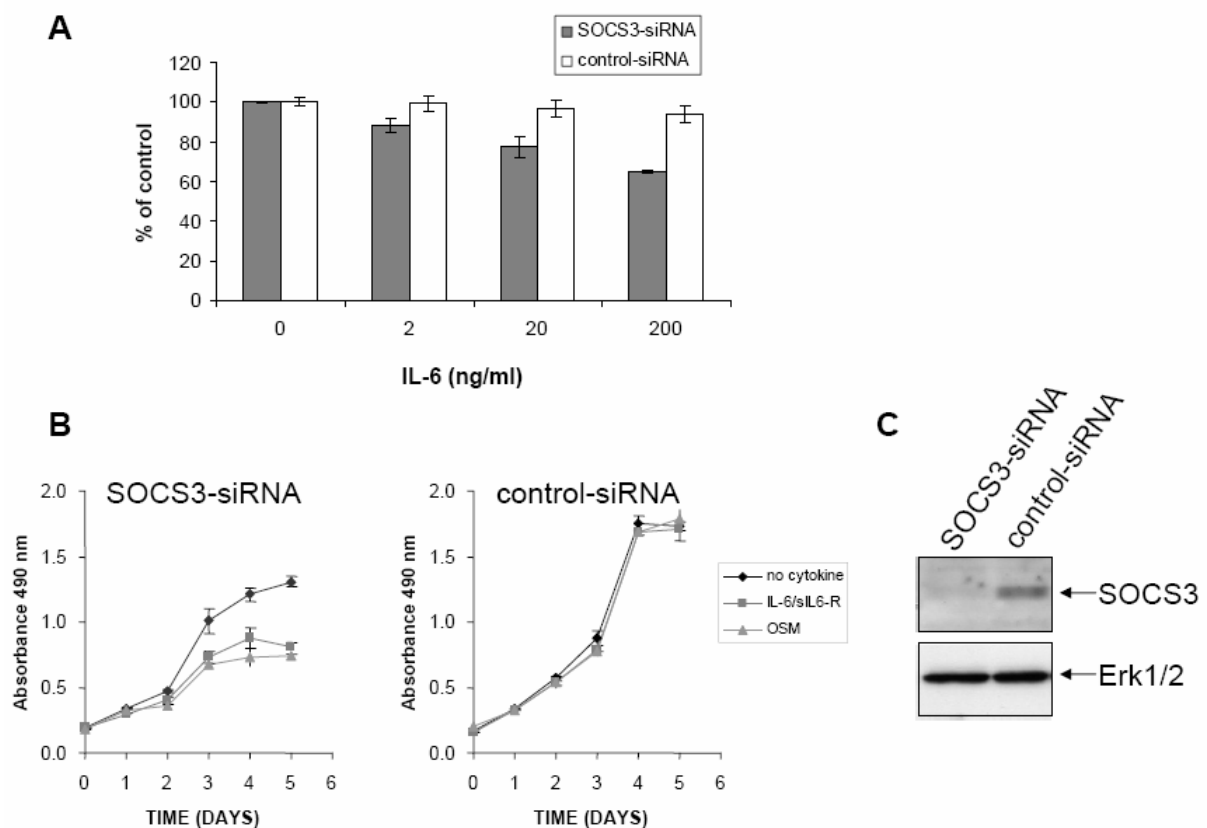 A
SOCS3-siRNA
control-siRNA
120
100
80
60
40
20
0
% of control
0 2 20 200
IL-6 (ng/ml)
B
SOCS3-siRNA
2.0
1.5
1.0
0.5
0.0
Absorbance 490 nm
0 1 2 3 4 5 6
TIME (DAYS)
control-siRNA
2.0
1.5
1.0
0.5
0.0
Absorbance 490 nm
0 1 2 3 4 5 6
TIME (DAYS)
no cytokine
IL-6/sIL6-R
OSM
C
SOCS3-siRNA
control-siRNA
SOCS3
Erk1/2